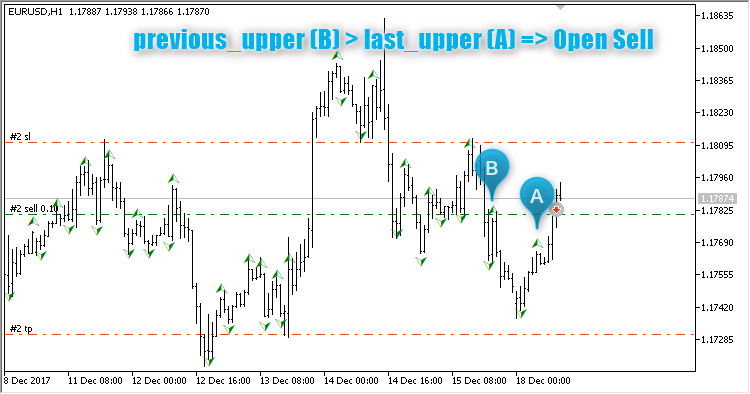 EURUSD,H1 1.17887 1.17938 1.17866 1.17870
previous_upper (B) > last_upper (A) => Open Sell
1.18635
1.18500
1.18365
1.18230
#2 sl
1.18095
B
1.17960
A
1.17874
#2 sell 0.10
1.17825
1.17690
1.17555
1.17420
#2 tp
1.17285
8 Dec 2017 11 Dec 08:00 12 Dec 00:00 12 Dec 16:00 13 Dec 08:00 14 Dec 00:00 14 Dec 16:00 15 Dec 08:00 18 Dec 00:00